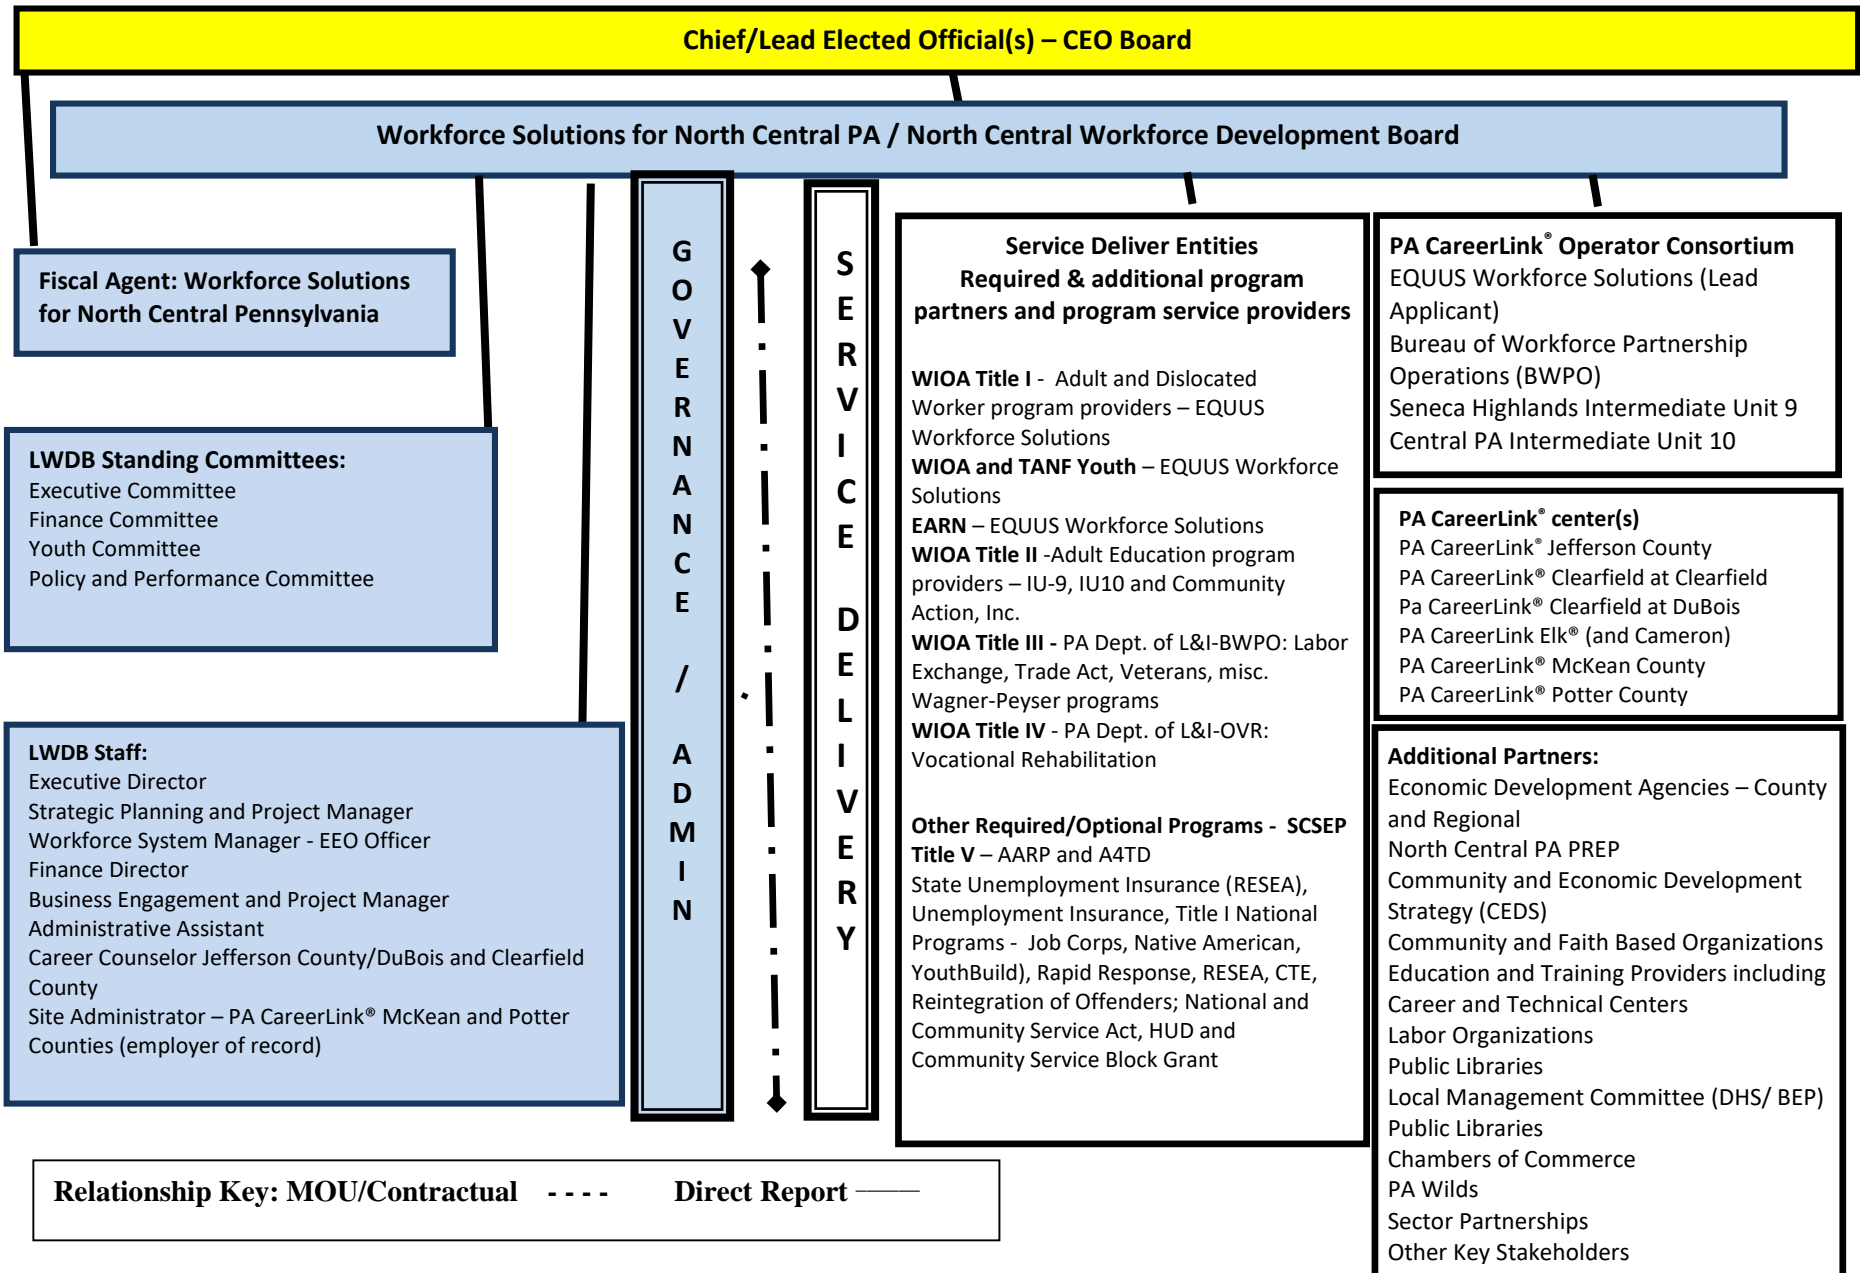 Chief/Lead Elected Official(s) – CEO Board
Workforce Solutions for North Central PA / North Central Workforce Development Board
Fiscal Agent: Workforce Solutions
for North Central Pennsylvania
LWDB Standing Committees:
Executive Committee
Finance Committee
Youth Committee
Policy and Performance Committee
LWDB Staff:
Executive Director
Strategic Planning and Project Manager
Workforce System Manager - EEO Officer
Finance Director
Business Engagement and Project Manager
Administrative Assistant
Career Counselor Jefferson County/DuBois and Clearfield
County
Site Administrator – PA CareerLink® McKean and Potter
Counties (employer of record)
GOVERNANCE / ADMIN
SERVICE DELIVERY
Service Deliver Entities
Required & additional program
partners and program service providers
WIOA Title I - Adult and Dislocated
Worker program providers – EQUUS
Workforce Solutions
WIOA and TANF Youth – EQUUS Workforce
Solutions
EARN – EQUUS Workforce Solutions
WIOA Title II -Adult Education program
providers – IU-9, IU10 and Community
Action, Inc.
WIOA Title III - PA Dept. of L&I-BWPO: Labor
Exchange, Trade Act, Veterans, misc.
Wagner-Peyser programs
WIOA Title IV - PA Dept. of L&I-OVR:
Vocational Rehabilitation
Other Required/Optional Programs - SCSEP
Title V – AARP and A4TD
State Unemployment Insurance (RESEA),
Unemployment Insurance, Title I National
Programs - Job Corps, Native American,
YouthBuild), Rapid Response, RESEA, CTE,
Reintegration of Offenders; National and
Community Service Act, HUD and
Community Service Block Grant
PA CareerLink® Operator Consortium
EQUUS Workforce Solutions (Lead
Applicant)
Bureau of Workforce Partnership
Operations (BWPO)
Seneca Highlands Intermediate Unit 9
Central PA Intermediate Unit 10
PA CareerLink® center(s)
PA CareerLink® Jefferson County
PA CareerLink® Clearfield at Clearfield
Pa CareerLink® Clearfield at DuBois
PA CareerLink Elk® (and Cameron)
PA CareerLink® McKean County
PA CareerLink® Potter County
Additional Partners:
Economic Development Agencies – County
and Regional
North Central PA PREP
Community and Economic Development
Strategy (CEDS)
Community and Faith Based Organizations
Education and Training Providers including
Career and Technical Centers
Labor Organizations
Public Libraries
Local Management Committee (DHS/ BEP)
Public Libraries
Chambers of Commerce
PA Wilds
Sector Partnerships
Other Key Stakeholders
Relationship Key: MOU/Contractual - - - - Direct Report ———